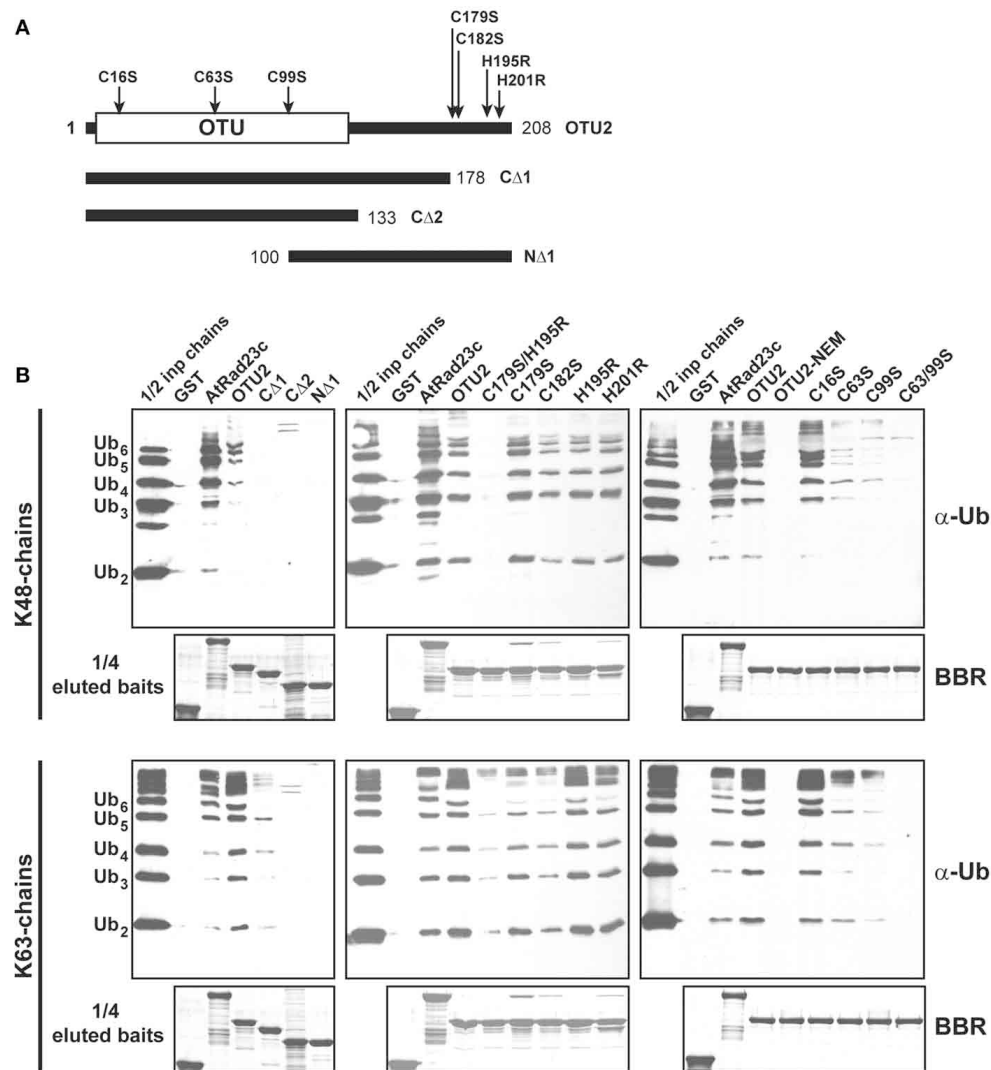 A
C179S
C182S
H195R
H201R
C16S
C63S
C99S
1
OTU
208 OTU2
178 CΔ1
133 CΔ2
100 NΔ1
B
1/2 inp chains
GST
AtRad23c
OTU2
CΔ1
CΔ2
NΔ1
1/2 inp chains
GST
AtRad23c
OTU2
C179S/H195R
C179S
C182S
H195R
H201R
1/2 inp chains
GST
AtRad23c
OTU2
OTU2-NEM
C16S
C63S
C99S
C63/99S
K48-chains
Ub6
Ub5
Ub4
Ub3
Ub2
α-Ub
1/4
eluted baits
BBR
K63-chains
Ub6
Ub5
Ub4
Ub3
Ub2
α-Ub
1/4
eluted baits
BBR